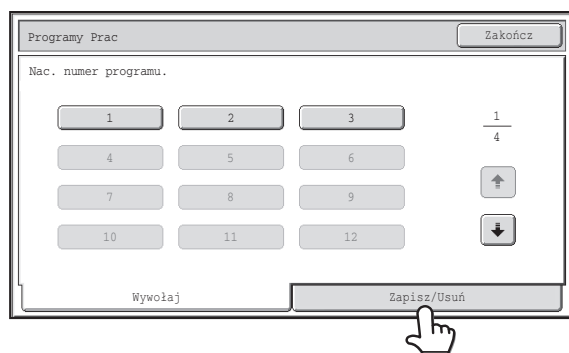 Programy Prac Zakończ
Nac. numer programu.
1 2 3
1
4
4 5 6
7 8 9
10 11 12
Wywołaj Zapisz/Usuń